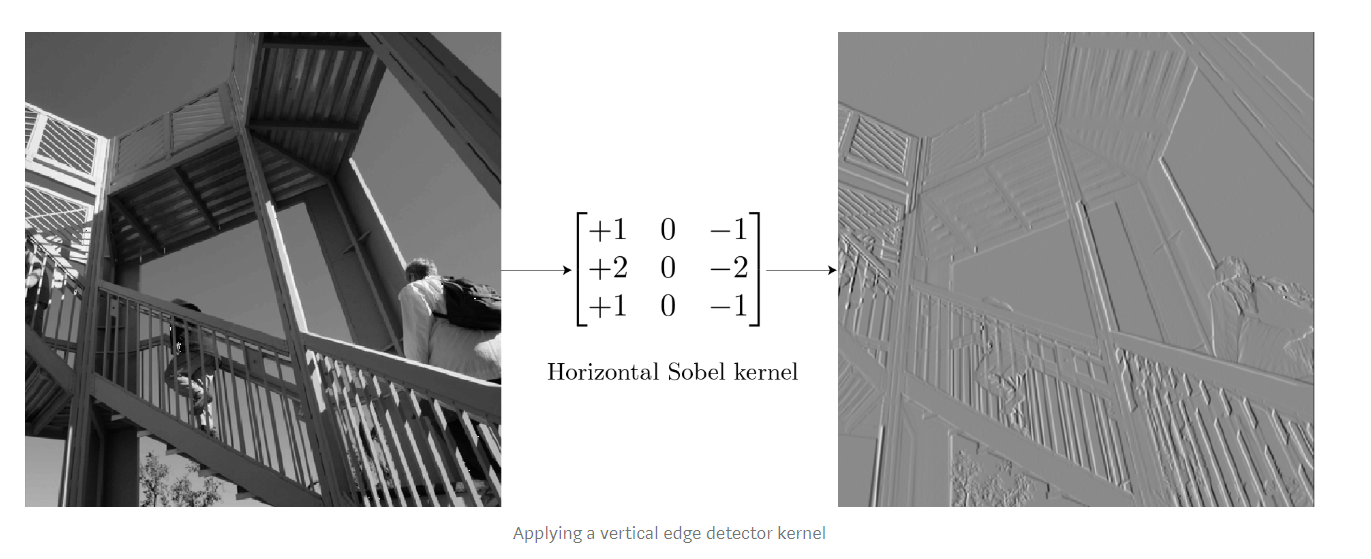 +1 0 −1
+2 0 −2
+1 0 −1
Horizontal Sobel kernel
Applying a vertical edge detector kernel